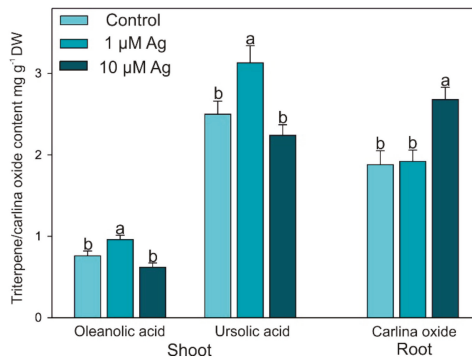 Control
1 µM Ag
10 µM Ag
Triterpene/carlina oxide content mg g⁻¹ DW
3
2
1
0
b
a
b
b
a
b
b
b
a
Oleanolic acid
Ursolic acid
Carlina oxide
Shoot
Root